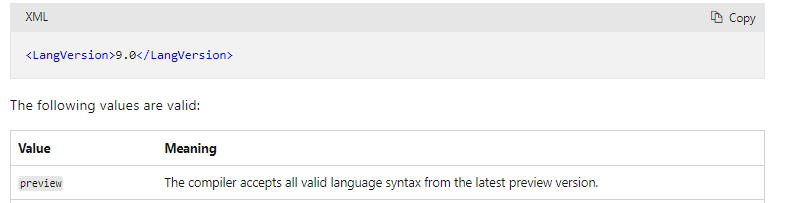 XML
Copy
<LangVersion>9.0</LangVersion>
The following values are valid:
Value Meaning
preview The compiler accepts all valid language syntax from the latest preview version.